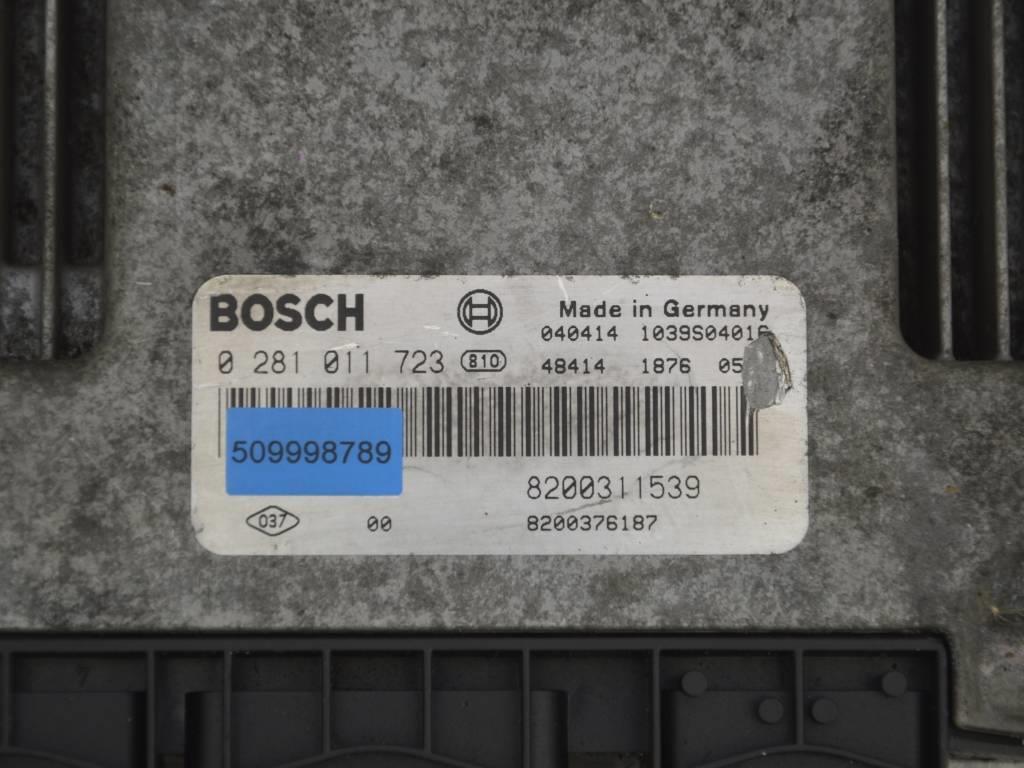 BOSCH
Made in Germany
040414 1039S04016
0 281 011 723 810
48414 1876 05
509998789
8200311539
037 00 8200376187